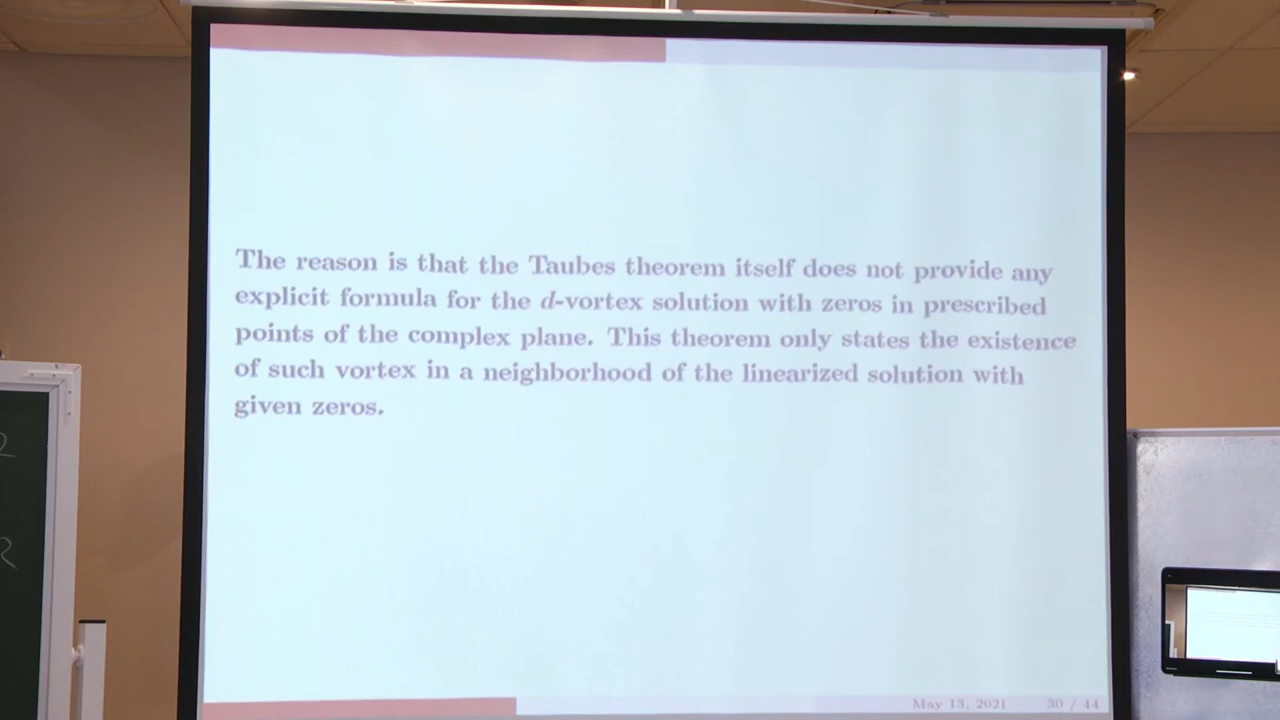 The reason is that the Taubes theorem itself does not provide any
explicit formula for the d-vortex solution with zeros in prescribed
points of the complex plane. This theorem only states the existence
of such vortex in a neighborhood of the linearized solution with
given zeros.
May 13, 2021 30 / 44
2
R